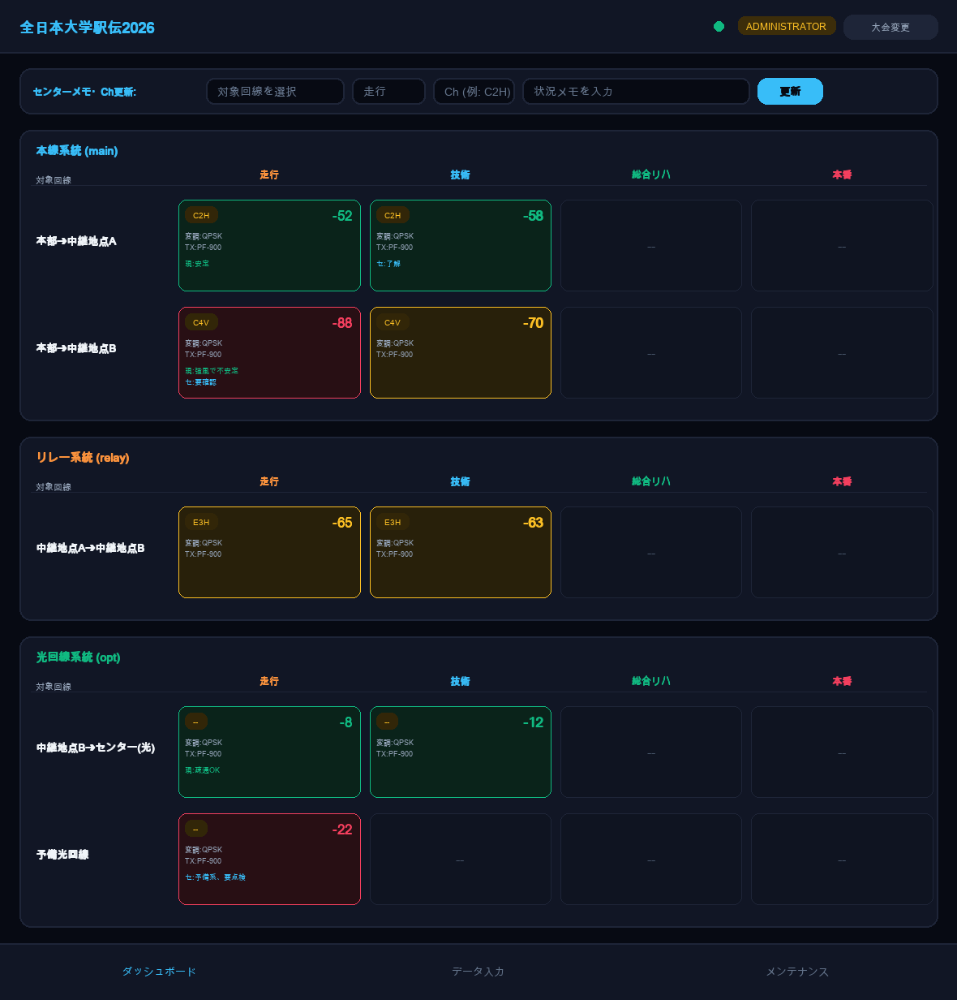 全日本大学駅伝2026
ADMINISTRATOR
大会変更
センターメモ・Ch更新:
対象回線を選択
走行
Ch (例: C2H)
状況メモを入力
更新
本線系統 (main)
対象回線
走行
技術
総合リハ
本番
本部→中継地点A
C2H
-52
変調:QPSK
TX:PF-900
現:安定
C2H
-58
変調:QPSK
TX:PF-900
セ:了解
--
--
本部→中継地点B
C4V
-88
変調:QPSK
TX:PF-900
現:強風で不安定
セ:要確認
C4V
-70
変調:QPSK
TX:PF-900
--
--
リレー系統 (relay)
対象回線
走行
技術
総合リハ
本番
中継地点A→中継地点B
E3H
-65
変調:QPSK
TX:PF-900
E3H
-63
変調:QPSK
TX:PF-900
--
--
光回線系統 (opt)
対象回線
走行
技術
総合リハ
本番
中継地点B→センター(光)
--
-8
変調:QPSK
TX:PF-900
現:疎通OK
--
-12
変調:QPSK
TX:PF-900
--
--
予備光回線
--
-22
変調:QPSK
TX:PF-900
セ:予備系、要点検
--
--
--
ダッシュボード
データ入力
メンテナンス